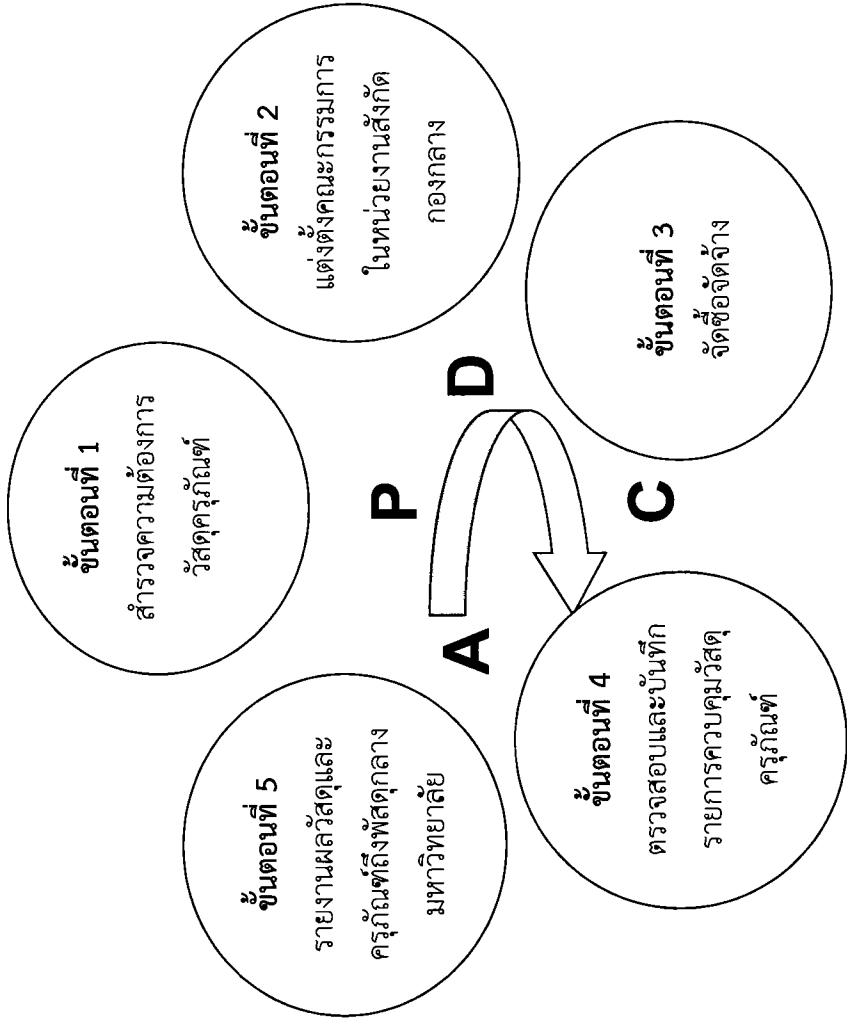 ขั้นตอนที่ 1
สำรวจความต้องการ
วัสดุครุภัณฑ์
ขั้นตอนที่ 2
แต่งตั้งคณะกรรมการ
ในหน่วยงานสังกัด
กองกลาง
ขั้นตอนที่ 3
จัดซื้อจัดจ้าง
ขั้นตอนที่ 4
ตรวจสอบและบันทึก
รายการควบคุมวัสดุ
ครุภัณฑ์
ขั้นตอนที่ 5
รายงานผลวัสดุและ
ครุภัณฑ์ถึงพัสดุกลาง
มหาวิทยาลัย
P
D
C
A